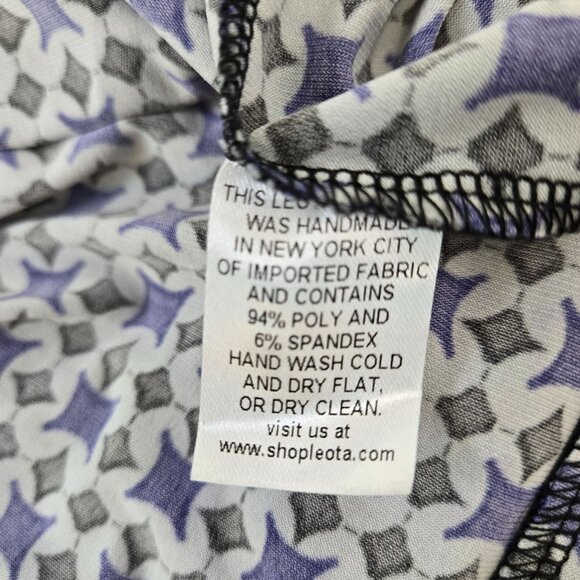 THIS
WAS HANDMADE
IN NEW YORK CITY
OF IMPORTED FABRIC
AND CONTAINS
94% POLY AND
6% SPANDEX
HAND WASH COLD
AND DRY FLAT,
OR DRY CLEAN.
visit us at
www.shopleota.com